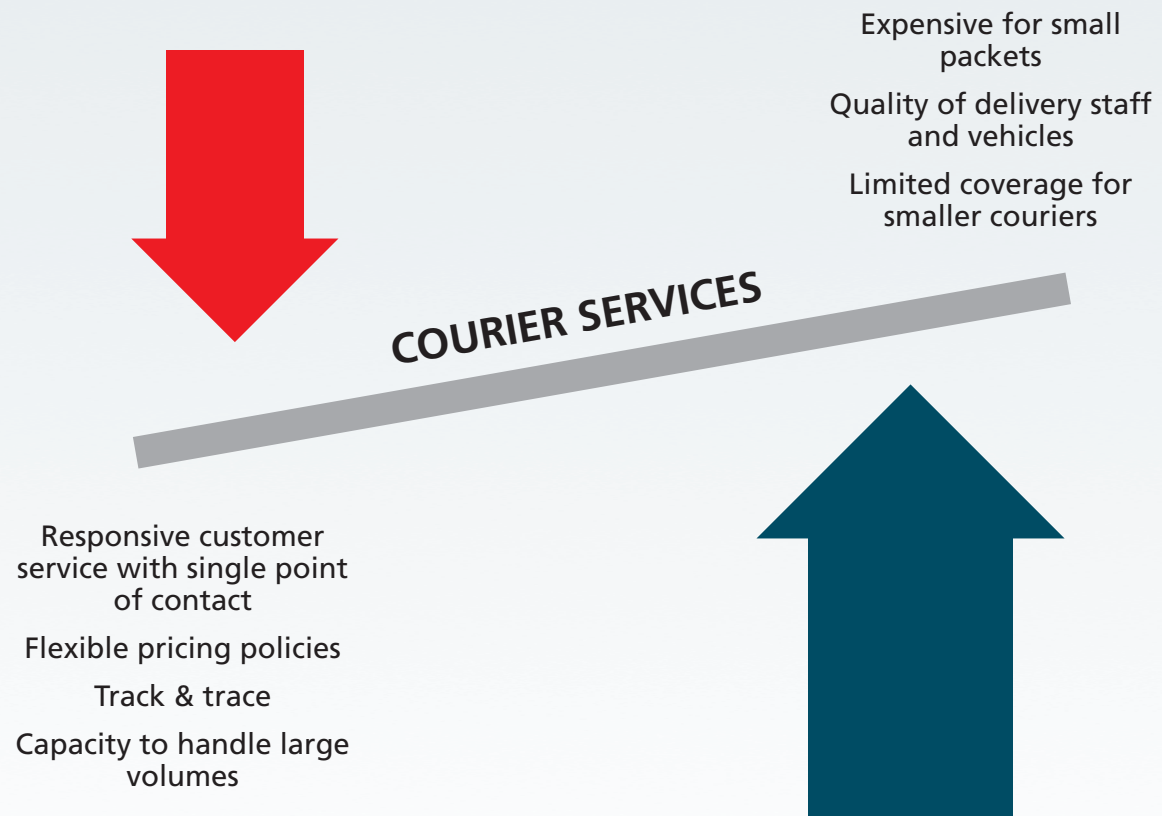 Expensive for small
packets
Quality of delivery staff
and vehicles
Limited coverage for
smaller couriers
COURIER SERVICES
Responsive customer
service with single point
of contact
Flexible pricing policies
Track & trace
Capacity to handle large
volumes